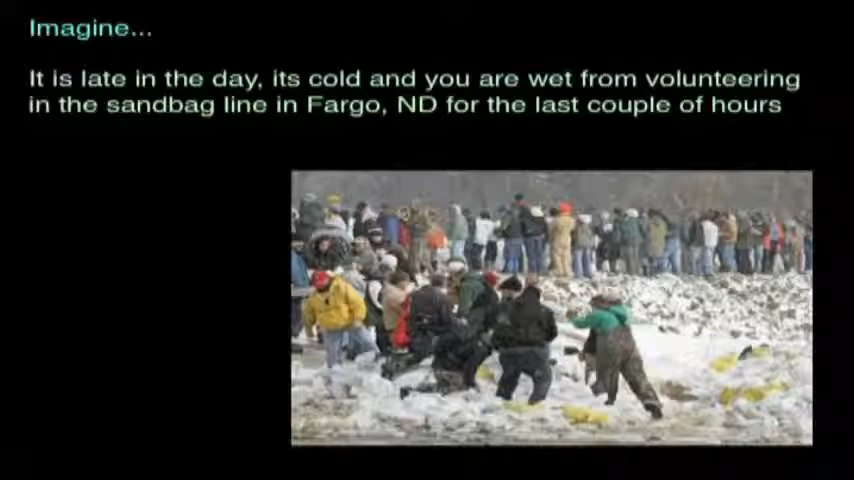 Imagine...
It is late in the day, its cold and you are wet from volunteering
in the sandbag line in Fargo, ND for the last couple of hours